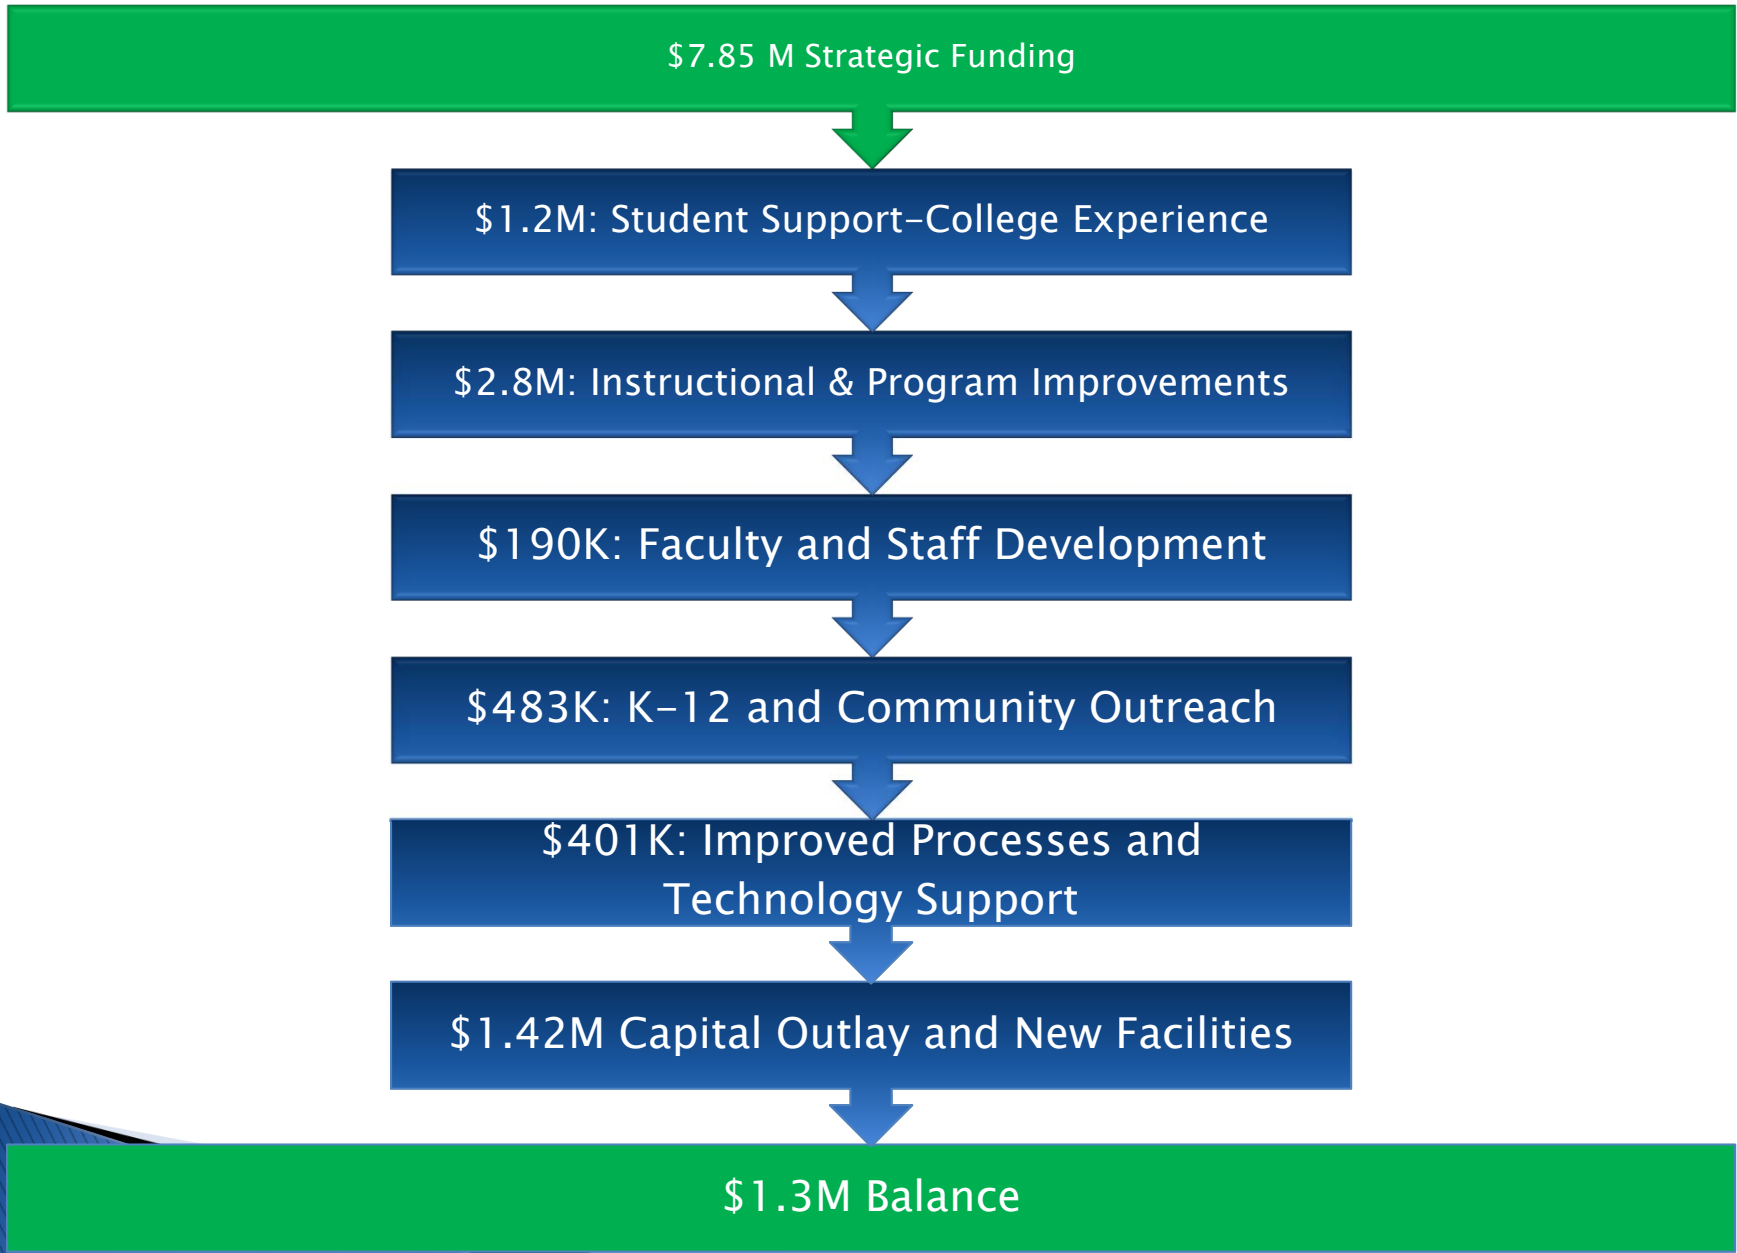 $7.85 M Strategic Funding
$1.2M: Student Support–College Experience
$2.8M: Instructional & Program Improvements
$190K: Faculty and Staff Development
$483K: K–12 and Community Outreach
$401K: Improved Processes and
Technology Support
$1.42M Capital Outlay and New Facilities
$1.3M Balance